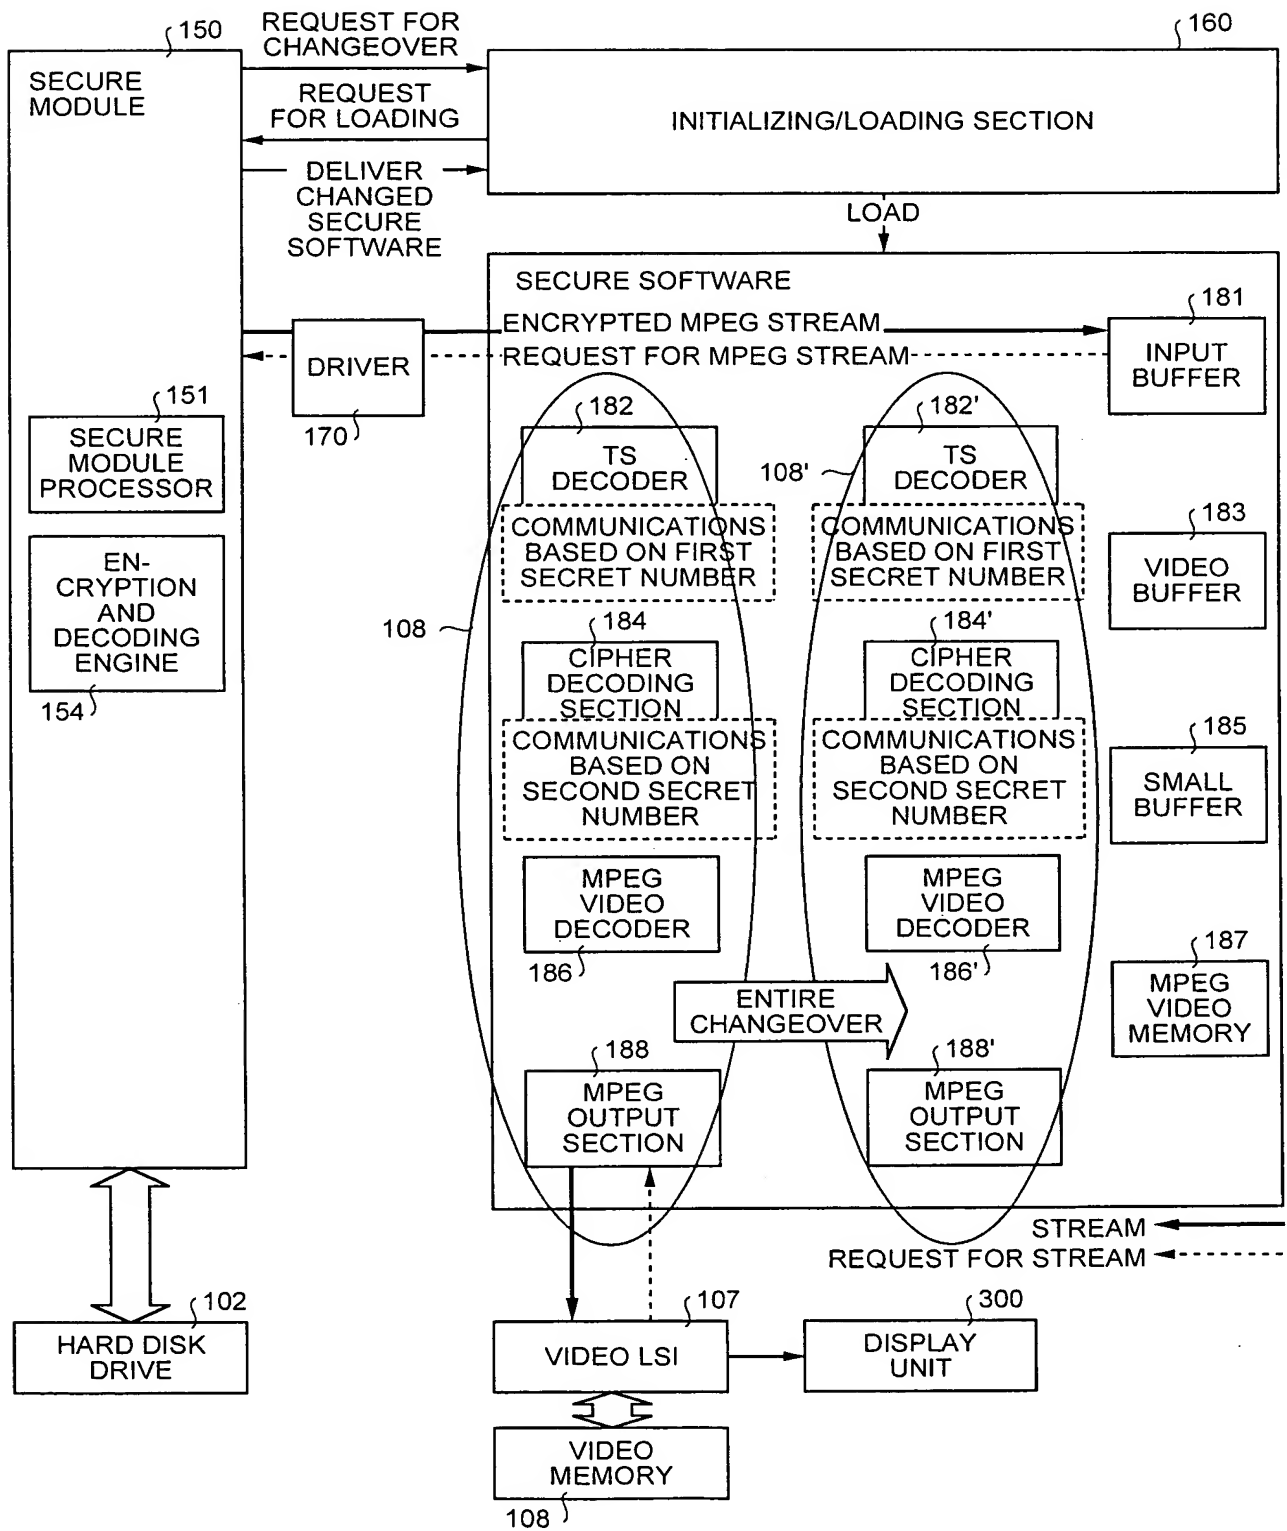 150
SECURE
MODULE
REQUEST FOR
CHANGEOVER
REQUEST
FOR LOADING
DELIVER
CHANGED
SECURE
SOFTWARE
160
INITIALIZING/LOADING SECTION
LOAD
SECURE SOFTWARE
ENCRYPTED MPEG STREAM
REQUEST FOR MPEG STREAM
DRIVER
170
181
INPUT
BUFFER
151
SECURE
MODULE
PROCESSOR
EN-
CRYPTION
AND
DECODING
ENGINE
154
108
182
TS
DECODER
COMMUNICATIONS
BASED ON FIRST
SECRET NUMBER
184
CIPHER
DECODING
SECTION
COMMUNICATIONS
BASED ON
SECOND SECRET
NUMBER
MPEG
VIDEO
DECODER
186
108'
182'
TS
DECODER
COMMUNICATIONS
BASED ON FIRST
SECRET NUMBER
184'
CIPHER
DECODING
SECTION
COMMUNICATIONS
BASED ON
SECOND SECRET
NUMBER
MPEG
VIDEO
DECODER
186'
183
VIDEO
BUFFER
185
SMALL
BUFFER
187
MPEG
VIDEO
MEMORY
ENTIRE
CHANGEOVER
188
MPEG
OUTPUT
SECTION
188'
MPEG
OUTPUT
SECTION
STREAM
REQUEST FOR STREAM
102
HARD DISK
DRIVE
107
VIDEO LSI
300
DISPLAY
UNIT
VIDEO
MEMORY
108